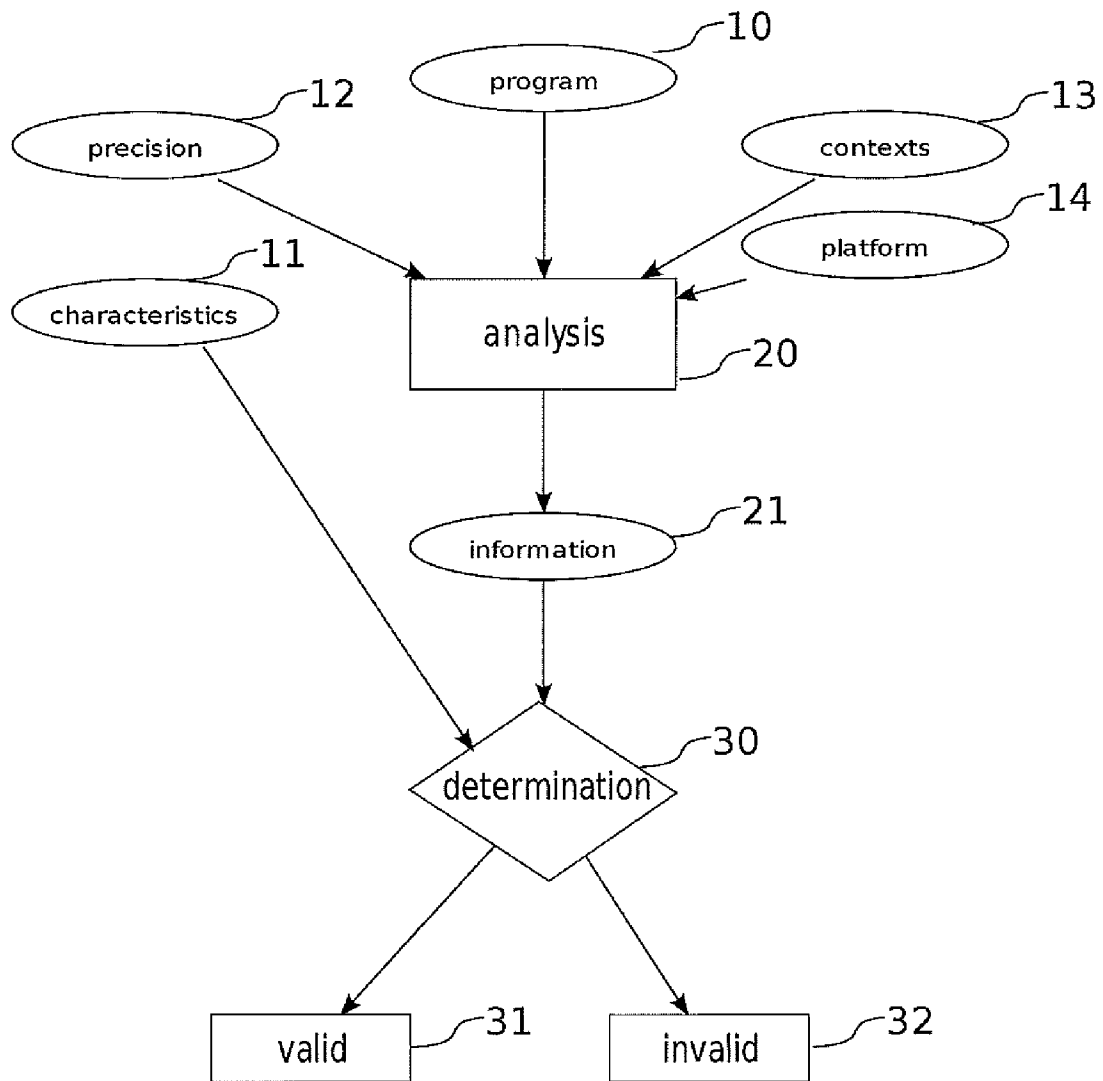 10
program
12
precision
13
contexts
14
platform
11
characteristics
analysis
20
21
information
30
determination
31
valid
32
invalid